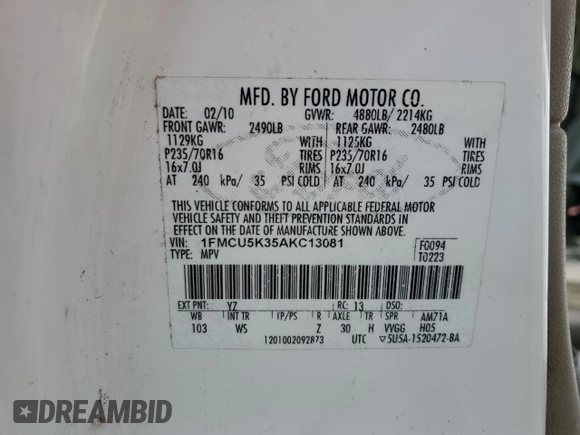 MFD. BY FORD MOTOR CO.
DATE: 02/10 GVWR: 4880LB/ 2214KG
FRONT GAWR: 2490LB REAR GAWR: 2480LB
1129KG WITH 1125KG WITH
P235/70R16 TIRES P235/70R16 TIRES
16x7.0J RIMS 16x7.0J RIMS
AT 240 kPa/ 35 PSI COLD AT 240 kPa/ 35 PSI COLD
THIS VEHICLE CONFORMS TO ALL APPLICABLE FEDERAL MOTOR
VEHICLE SAFETY AND THEFT PREVENTION STANDARDS IN
EFFECT ON THE DATE OF MANUFACTURE SHOWN ABOVE.
VIN: 1FMCU5K35AKC13081 F0094
TYPE: MPV T0223
EXT PNT: YZ RC: 13 DSO:
WB INT TR TP/PS R AXLE TR SPR AM71A
103 WS Z 30 H VVGG H05
1201002092873 UTC 5U5A-1520472-BA
DREAMBID